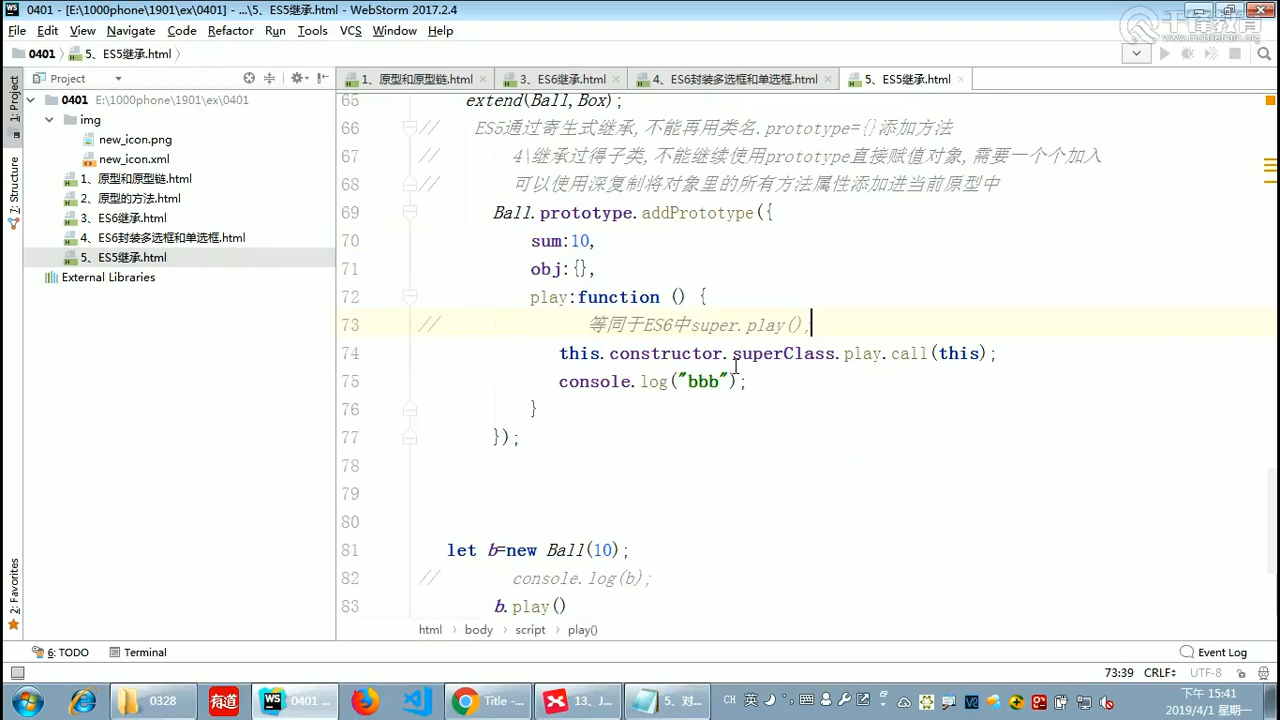 0401 - [E:\1000phone\1901\ex\0401] - ...\5、ES5继承.html] - WebStorm 2017.2.4
File Edit View Navigate Code Refactor Run Tools VCS Window Help
千锋教育
www.mobiletrain.org
0401 5、ES5继承.html
Project
1、原型和原型链.html 3、ES6继承.html 4、ES6封装多选框和单选框.html 5、ES5继承.html
1: Project
7: Structure
2: Favorites
0401 E:\1000phone\1901\ex\0401
img
new_icon.png
new_icon.xml
1、原型和原型链.html
2、原型的方法.html
3、ES6继承.html
4、ES6封装多选框和单选框.html
5、ES5继承.html
External Libraries
65 extend(Ball,Box);
66 // ES5通过寄生式继承,不能再用类名.prototype={}添加方法
67 // 4\继承过得子类,不能继续使用prototype直接赋值对象,需要一个个加入
68 // 可以使用深复制将对象里的所有方法属性添加进当前原型中
69 Ball.prototype.addPrototype({
70 sum:10,
71 obj:{},
72 play:function () {
73 // 等同于ES6中super.play();
74 this.constructor.superClass.play.call(this);
75 console.log("bbb");
76 }
77 });
78
79
80
81 let b=new Ball(10);
82 // console.log(b);
83 b.play()
html body script play()
6: TODO Terminal Event Log
73:39 CRLF UTF-8
0328 有道 0401 ... Title -... 13、J... 5、对... CH 英
下午 15:41
2019/4/1 星期一